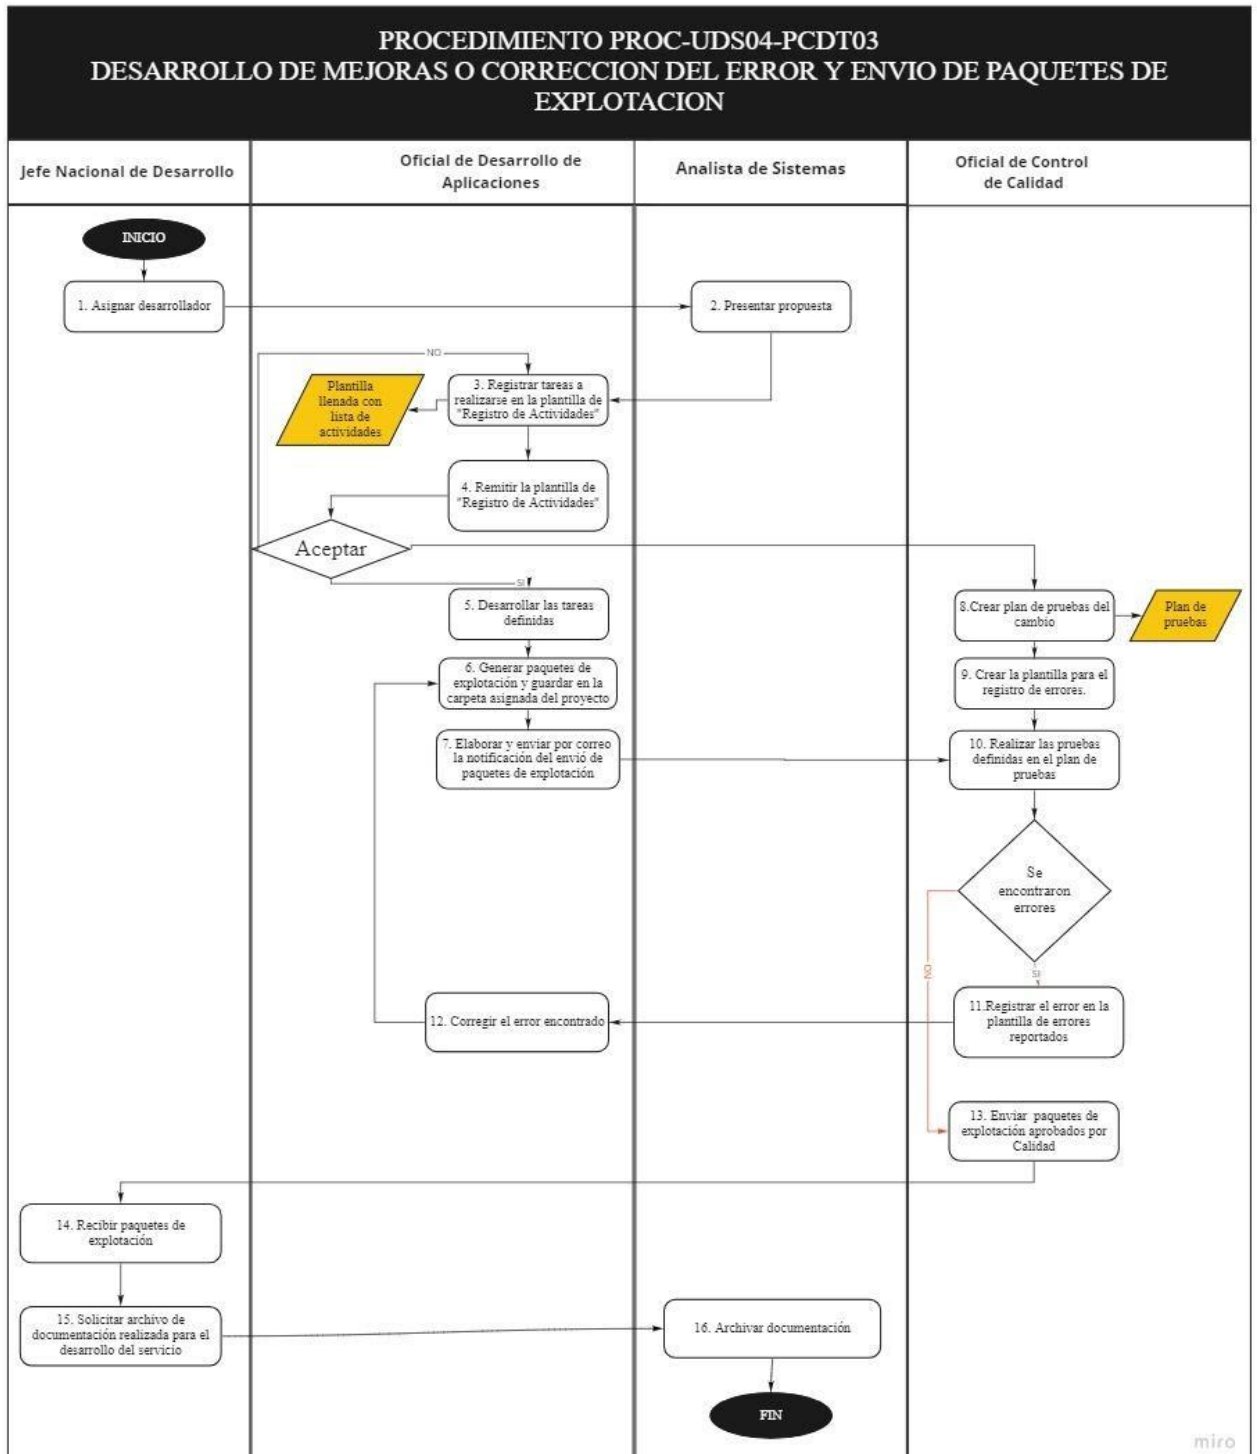 PROCEDIMIENTO PROC-UDS04-PCDT03
DESARROLLO DE MEJORAS O CORRECCION DEL ERROR Y ENVIO DE PAQUETES DE
EXPLOTACION
Jefe Nacional de Desarrollo
Oficial de Desarrollo de
Aplicaciones
Analista de Sistemas
Oficial de Control
de Calidad
INICIO
1. Asignar desarrollador
2. Presentar propuesta
NO
Plantilla
llenada con
lista de
actividades
3. Registrar tareas a
realizarse en la plantilla de
"Registro de Actividades"
4. Remitir la plantilla de
"Registro de Actividades"
Aceptar
SI
5. Desarrollar las tareas
definidas
8.Crear plan de pruebas del
cambio
Plan de
pruebas
6. Generar paquetes de
explotación y guardar en la
carpeta asignada del proyecto
9. Crear la plantilla para el
registro de errores.
7. Elaborar y enviar por correo
la notificación del envió de
paquetes de explotación
10. Realizar las pruebas
definidas en el plan de
pruebas
Se
encontraron
errores
NO
SI
11.Registrar el error en la
plantilla de errores
reportados
12. Corregir el error encontrado
13. Enviar paquetes de
explotación aprobados por
Calidad
14. Recibir paquetes de
explotación
15. Solicitar archivo de
documentación realizada para el
desarrollo del servicio
16. Archivar documentación
FIN
miro